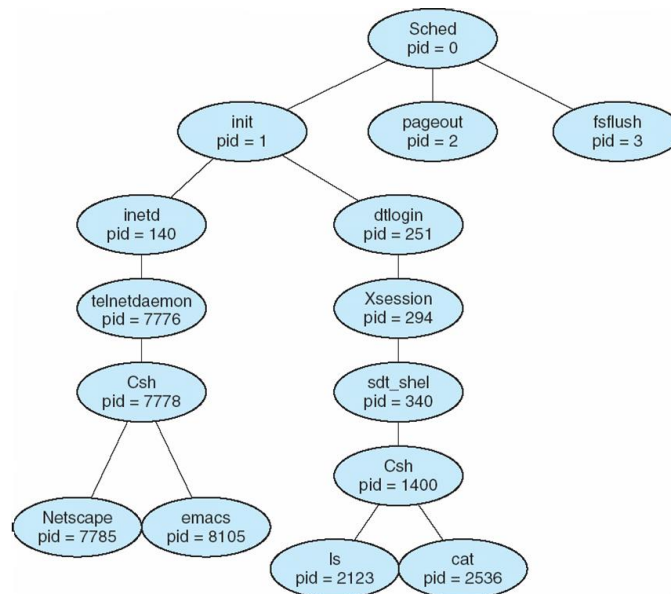 Sched
pid = 0
init
pid = 1
pageout
pid = 2
fsflush
pid = 3
inetd
pid = 140
dtlogin
pid = 251
telnetdaemon
pid = 7776
Xsession
pid = 294
Csh
pid = 7778
sdt_shel
pid = 340
Csh
pid = 1400
Netscape
pid = 7785
emacs
pid = 8105
ls
pid = 2123
cat
pid = 2536